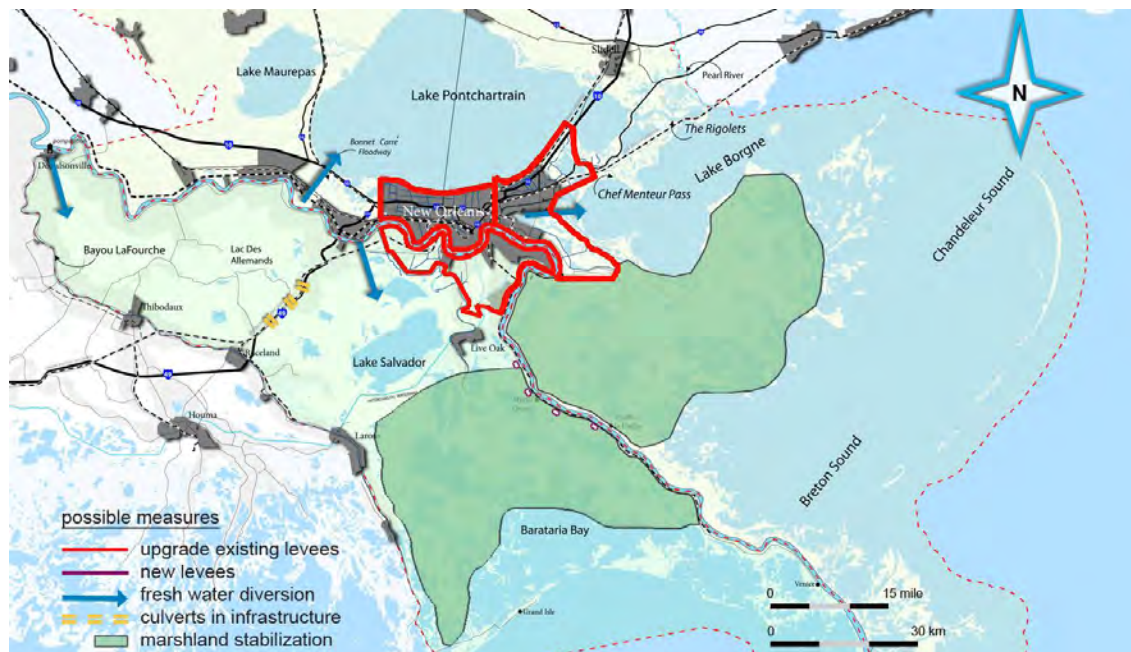 Slidell
Lake Maurepas
Pearl River
Lake Pontchartrain
N
The Rigolets
Bonnet Carré
Floodway
Lake Borgne
Donaldsonville
Chef Menteur Pass
New Orleans
Chandeleur Sound
Bayou LaFourche
Lac Des
Allemands
Thibodaux
Raceland
Lake Salvador
Live Oak
Houma
Larose
Breton Sound
possible measures
upgrade existing levees
new levees
fresh water diversion
culverts in infrastructure
marshland stabilization
Barataria Bay
Grand Isle
Venice
0
15 mile
0
30 km